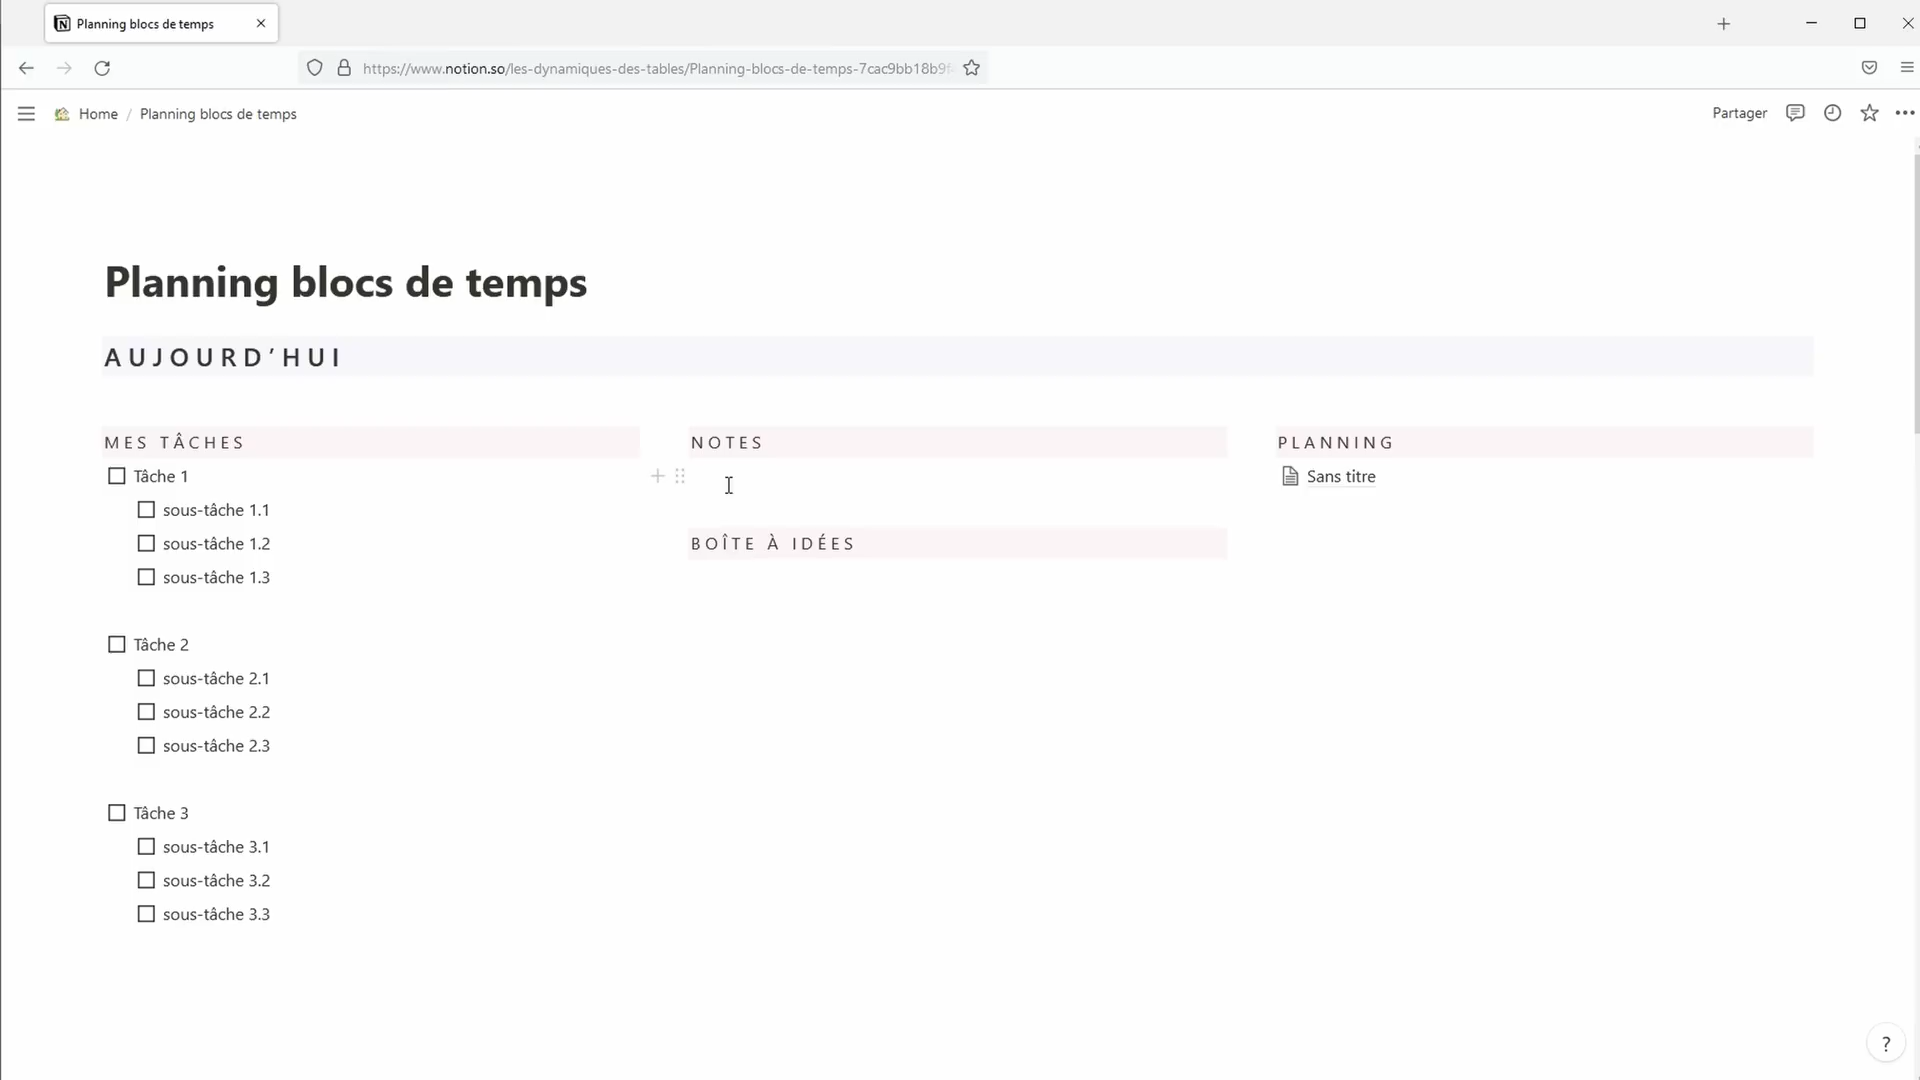 Planning blocs de temps
https://www.notion.so/les-dynamiques-des-tables/Planning-blocs-de-temps-7cac9bb18b9f
Home / Planning blocs de temps
Partager
Planning blocs de temps
AUJOURD’HUI
MES TÂCHES
Tâche 1
sous-tâche 1.1
sous-tâche 1.2
sous-tâche 1.3
Tâche 2
sous-tâche 2.1
sous-tâche 2.2
sous-tâche 2.3
Tâche 3
sous-tâche 3.1
sous-tâche 3.2
sous-tâche 3.3
NOTES
BOÎTE À IDÉES
PLANNING
Sans titre
?